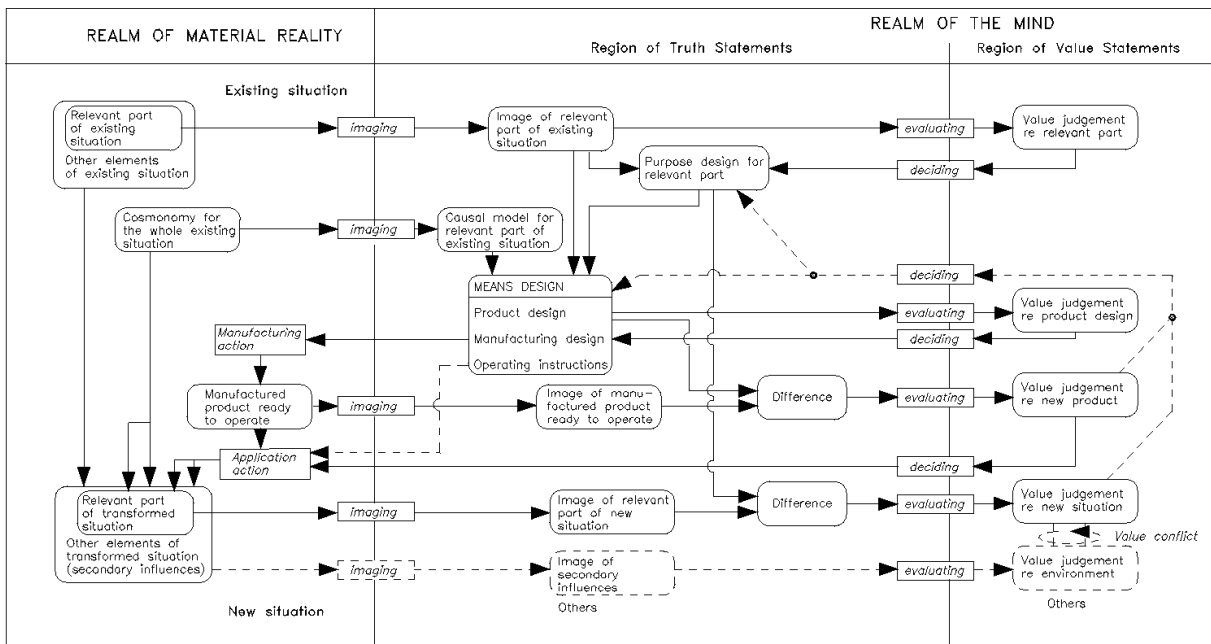 REALM OF MATERIAL REALITY
REALM OF THE MIND
Region of Truth Statements
Region of Value Statements
Existing situation
Relevant part
of existing
situation
Other elements
of existing situation
imaging
Image of relevant
part of existing
situation
evaluating
Value judgement
re relevant part
Purpose design for
relevant part
deciding
Cosmonomy for
the whole existing
situation
imaging
Causal model for
relevant part of
existing situation
deciding
MEANS DESIGN
Product design
Manufacturing design
Operating instructions
evaluating
Value judgement
re product design
deciding
Manufacturing
action
Manufactured
product ready
to operate
imaging
Image of manu-
factured product
ready to operate
Difference
evaluating
Value judgement
re new product
Application
action
deciding
Relevant part
of transformed
situation
Other elements of
transformed situation
(secondary influences)
imaging
Image of relevant
part of new
situation
Difference
evaluating
Value judgement
re new situation
Value conflict
imaging
Image of
secondary
influences
Others
evaluating
Value judgement
re environment
Others
New situation